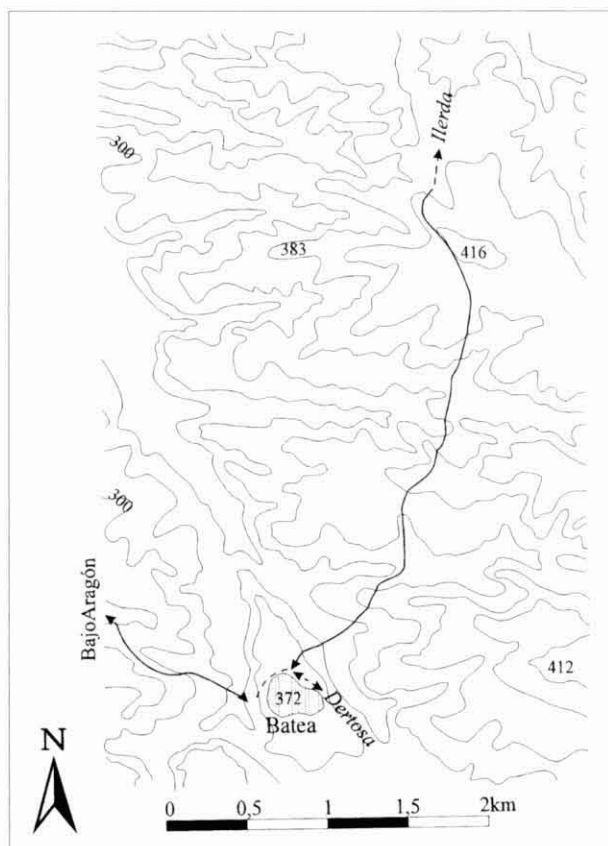 Ilerda
300
383
416
300
BajoAragón
412
372
Dertosa
Batea
N
0 0,5 1 1,5 2km